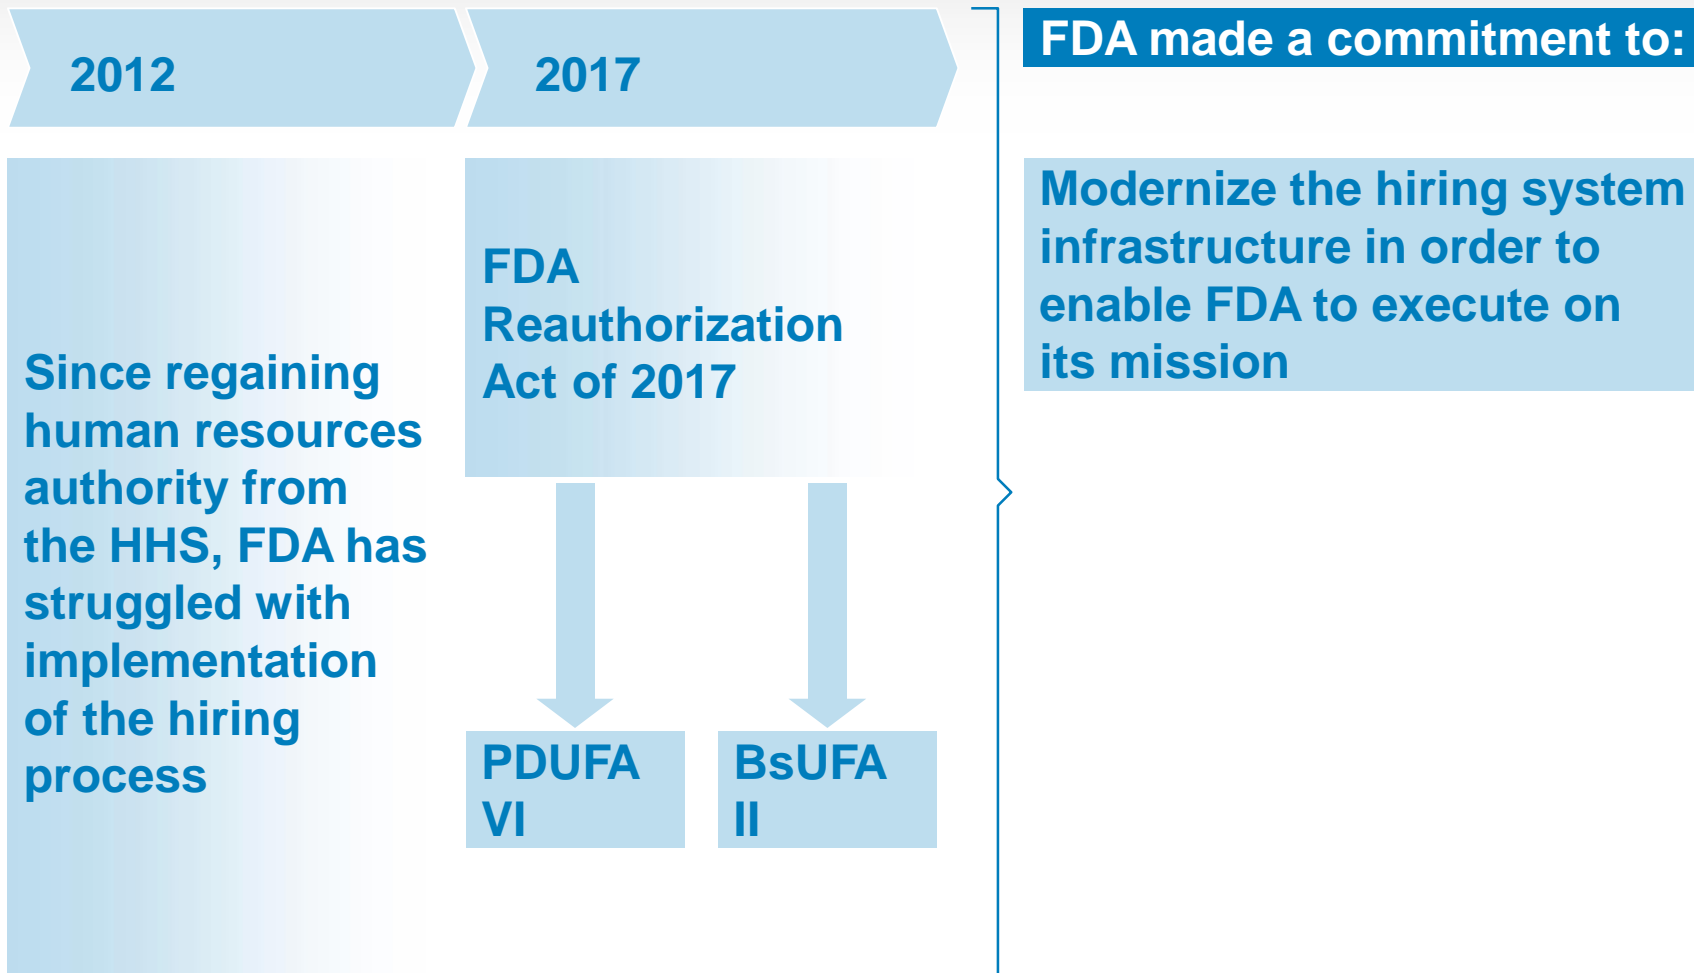 2012
2017
FDA made a commitment to:
Since regaining
human resources
authority from
the HHS, FDA has
struggled with
implementation
of the hiring
process
FDA
Reauthorization
Act of 2017
PDUFA
VI
BsUFA
II
Modernize the hiring system
infrastructure in order to
enable FDA to execute on
its mission